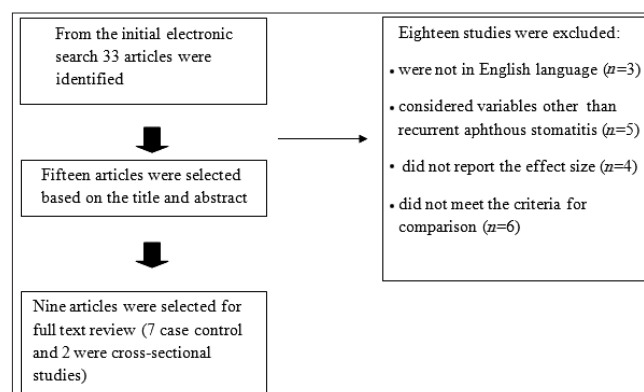 From the initial electronic
search 33 articles were
identified
Fifteen articles were selected
based on the title and abstract
Nine articles were selected for
full text review (7 case control
and 2 were cross-sectional
studies)
Eighteen studies were excluded:
• were not in English language (n=3)
• considered variables other than
recurrent aphthous stomatitis (n=5)
• did not report the effect size (n=4)
• did not meet the criteria for
comparison (n=6)